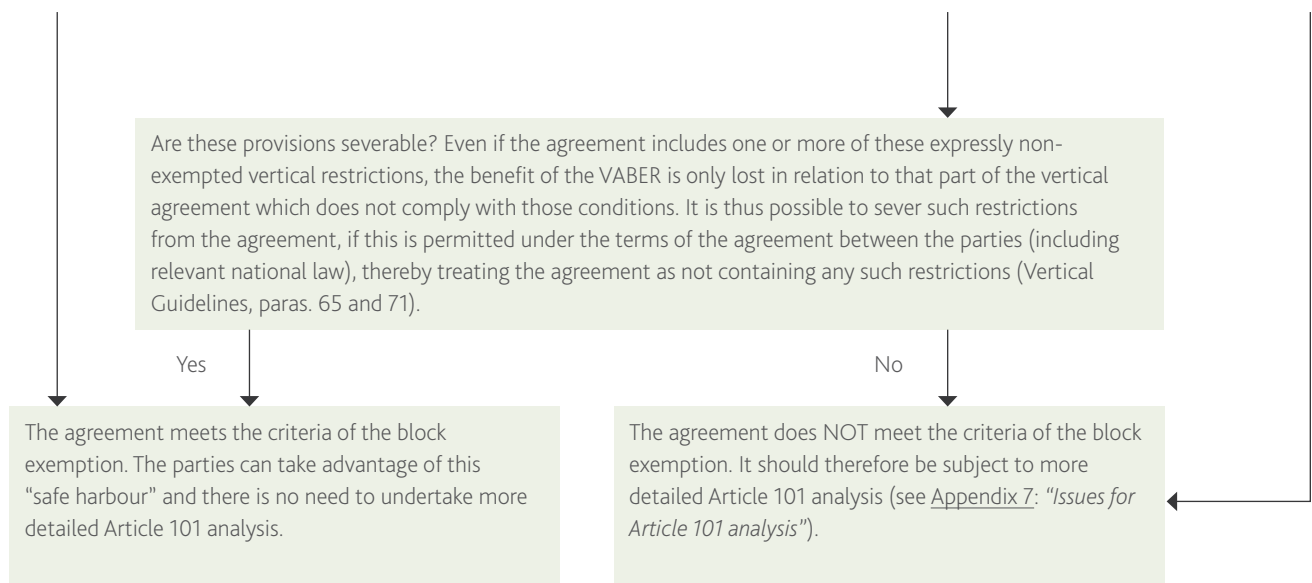 Are these provisions severable? Even if the agreement includes one or more of these expressly non-
exempted vertical restrictions, the benefit of the VABER is only lost in relation to that part of the vertical
agreement which does not comply with those conditions. It is thus possible to sever such restrictions
from the agreement, if this is permitted under the terms of the agreement between the parties (including
relevant national law), thereby treating the agreement as not containing any such restrictions (Vertical
Guidelines, paras. 65 and 71).
Yes
No
The agreement meets the criteria of the block
exemption. The parties can take advantage of this
“safe harbour” and there is no need to undertake more
detailed Article 101 analysis.
The agreement does NOT meet the criteria of the block
exemption. It should therefore be subject to more
detailed Article 101 analysis (see Appendix 7: “Issues for
Article 101 analysis”).